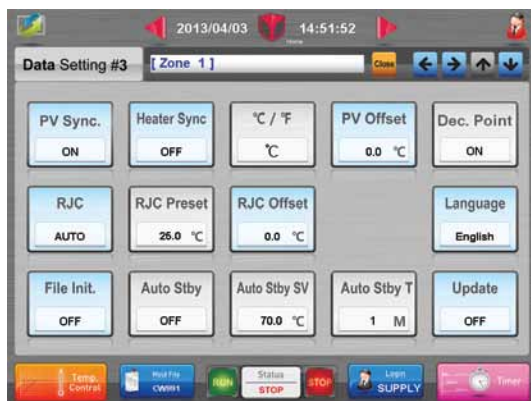 2013/04/03 14:51:52
Home
Data Setting #3 [ Zone 1 ] Close
PV Sync. Heater Sync ℃ / ℉ PV Offset Dec. Point
ON OFF ℃ 0.0 ℃ ON
RJC RJC Preset RJC Offset Language
AUTO 25.0 ℃ 0.0 ℃ English
File Init. Auto Stby Auto Stby SV Auto Stby T Update
OFF OFF 70.0 ℃ 1 M OFF
Temp. Control
Mold File
RUN Status STOP STOP
Login SUPPLY
Timer